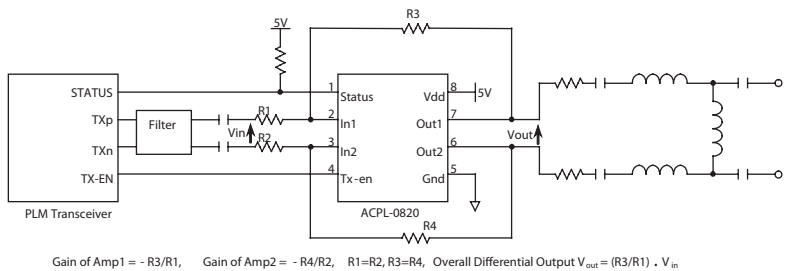 R3
5V
STATUS
TXp
TXn
TX-EN
PLM Transceiver
Filter
Vin
R1
R2
1
2
3
4
Status
In1
In2
Tx-en
Vdd
Out1
Out2
Gnd
8
7
6
5
5V
ACPL-0820
Vout
R4
Gain of Amp1 = - R3/R1, Gain of Amp2 = - R4/R2, R1=R2, R3=R4, Overall Differential Output Vout = (R3/R1) . Vin